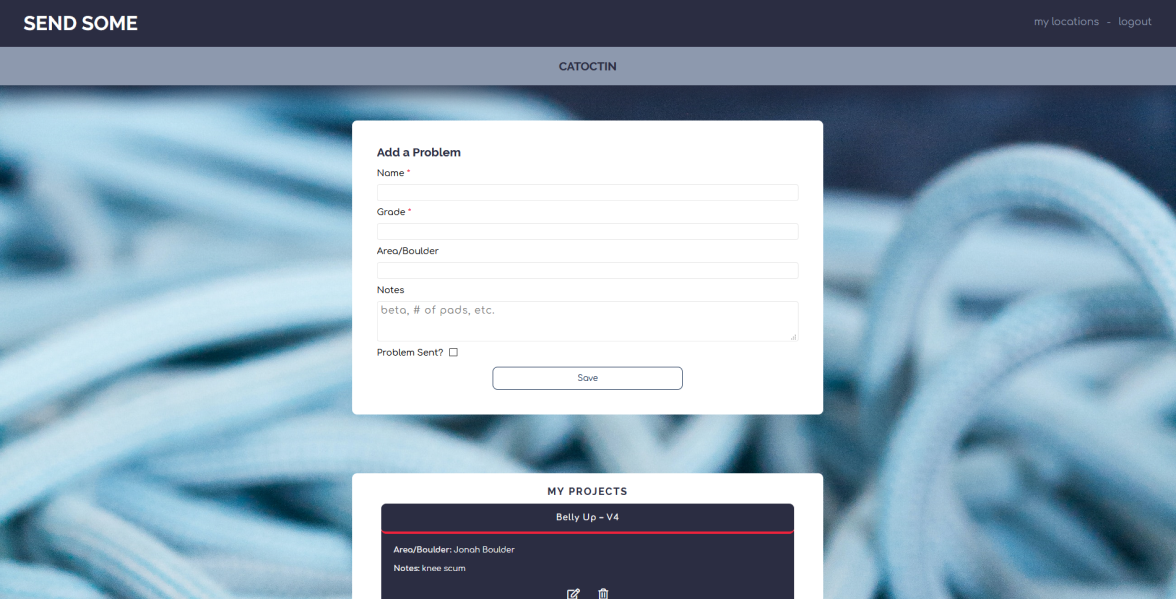 SEND SOME
my locations - logout
CATOCTIN
Add a Problem
Name *
Grade *
Area/Boulder
Notes
beta, # of pads, etc.
Problem Sent?
Save
MY PROJECTS
Belly Up - V4
Area/Boulder: Jonah Boulder
Notes: knee scum